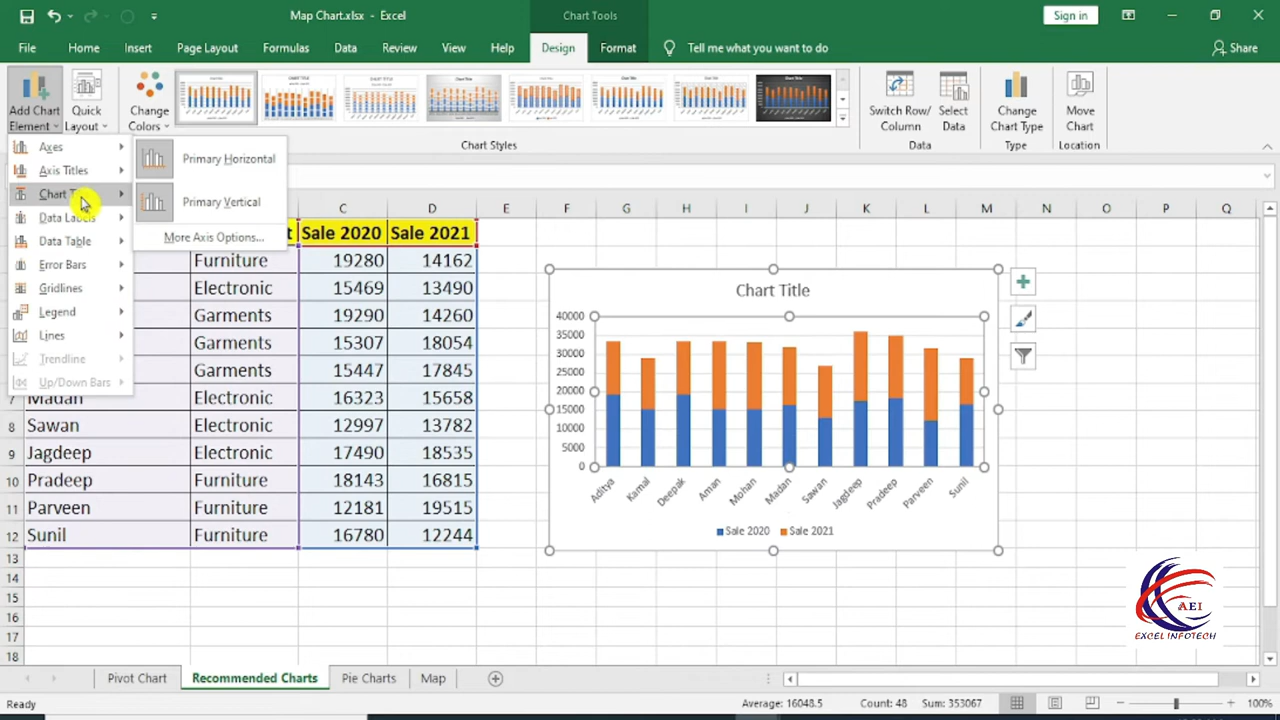 Map Chart.xlsx - Excel
Chart Tools
Sign in
File Home Insert Page Layout Formulas Data Review View Help Design Format Tell me what you want to do Share
Add Chart Element
Quick Layout
Change Colors
Switch Row/Column
Select Data
Change Chart Type
Move Chart
Chart Styles
Data
Type
Location
Axes
Axis Titles
Data Labels
Data Table
Error Bars
Gridlines
Legend
Lines
Trendline
Up/Down Bars
Primary Horizontal
Primary Vertical
More Axis Options...
C D E F G H I J K L M N O P Q
Sale 2020 Sale 2021
Furniture 19280 14162
Electronic 15469 13490
Garments 19290 14260
Garments 15307 18054
Garments 15447 17845
7 Madan Electronic 16323 15658
8 Sawan Electronic 12997 13782
9 Jagdeep Electronic 17490 18535
10 Pradeep Furniture 18143 16815
11 Parveen Furniture 12181 19515
12 Sunil Furniture 16780 12244
13
14
15
16
17
18
Chart Title
40000
35000
30000
25000
20000
15000
10000
5000
0
Aditya Kamal Deepak Aman Mohan Madan Sawan Jagdeep Pradeep Parveen Sunil
Sale 2020 Sale 2021
AEI
EXCEL INFOTECH
Pivot Chart Recommended Charts Pie Charts Map
Ready
Average: 16048.5 Count: 48 Sum: 353067
100%